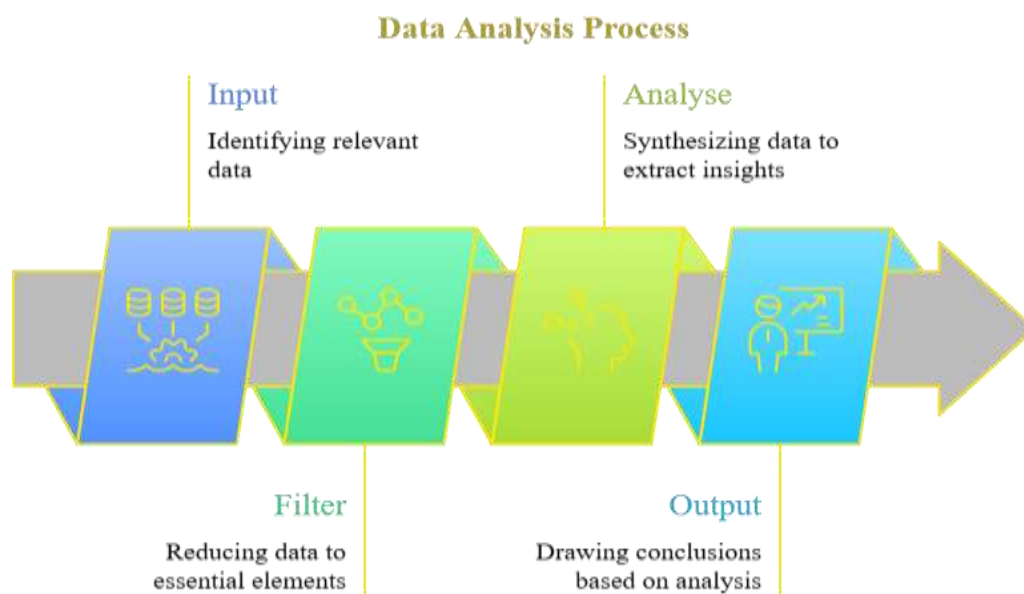 Data Analysis Process
Input
Identifying relevant
data
Analyse
Synthesizing data to
extract insights
Filter
Reducing data to
essential elements
Output
Drawing conclusions
based on analysis